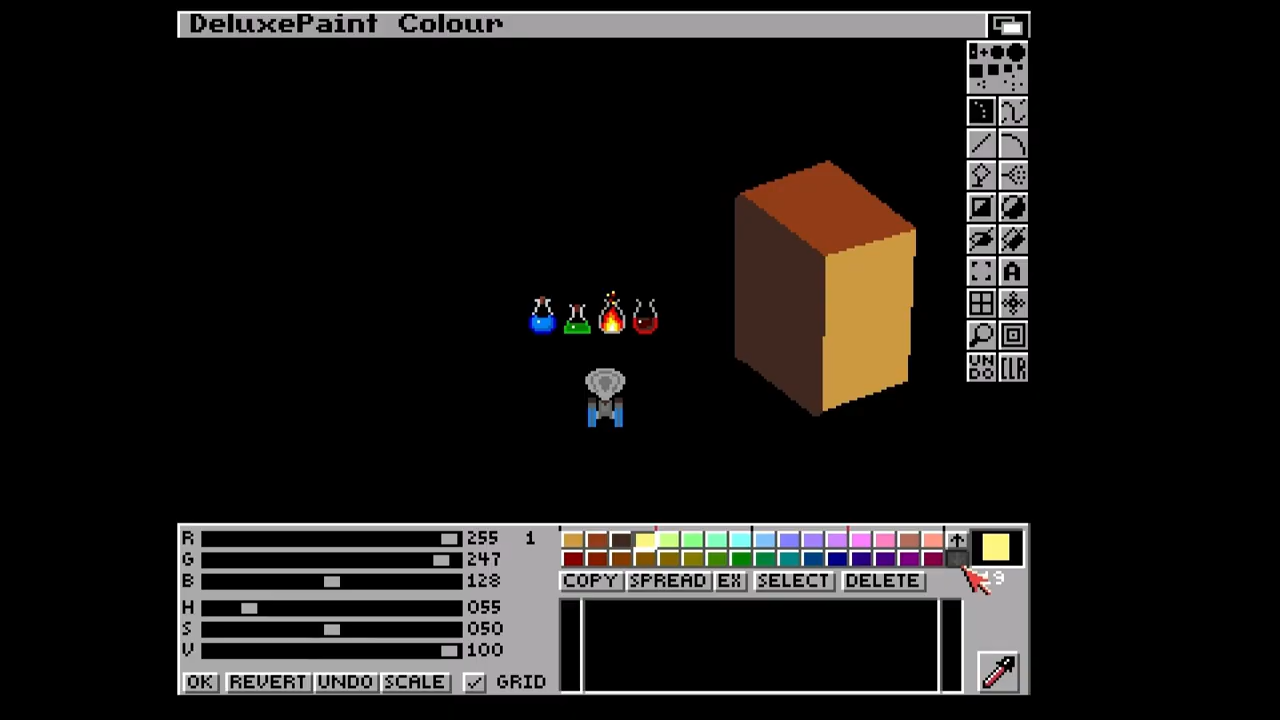 DeluxePaint Colour
A
UN
DO CLR
R 255 1
G 247
B 128
H 055
S 050
V 100
COPY SPREAD EX SELECT DELETE
OK REVERT UNDO SCALE ✓ GRID